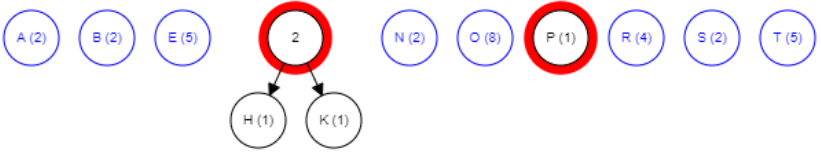 A (2) B (2) E (5) 2 N (2) O (8) P (1) R (4) S (2) T (5)
H (1) K (1)